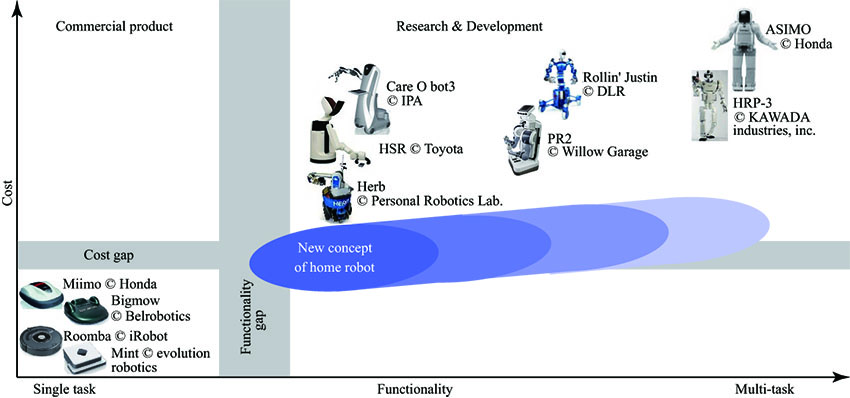 Commercial product
Research & Development
ASIMO
© Honda
Care O bot3
© IPA
Rollin' Justin
© DLR
HRP-3
© KAWADA
industries, inc.
HSR © Toyota
PR2
© Willow Garage
Herb
© Personal Robotics Lab.
HERB
Cost
Cost gap
New concept
of home robot
Functionality
gap
Miimo © Honda
Bigmow
© Belrobotics
Roomba © iRobot
Mint © evolution
robotics
Single task
Functionality
Multi-task